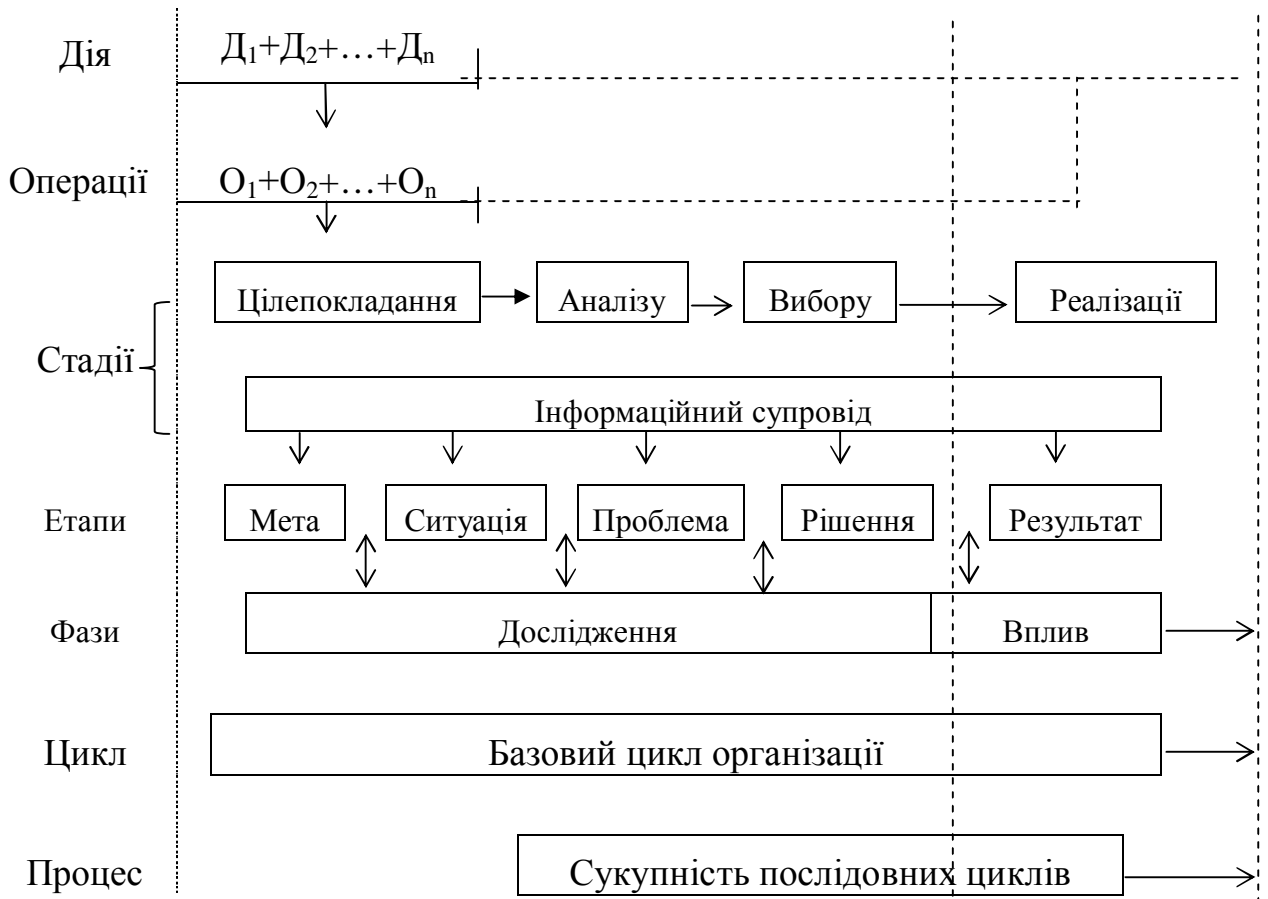 Дія Д₁+Д₂+…+Дₙ
Операції О₁+О₂+…+Оₙ
Цілепокладання Аналізу Вибору Реалізації
Стадії
Інформаційний супровід
Етапи Мета Ситуація Проблема Рішення Результат
Фази Дослідження Вплив
Цикл Базовий цикл організації
Процес Сукупність послідовних циклів